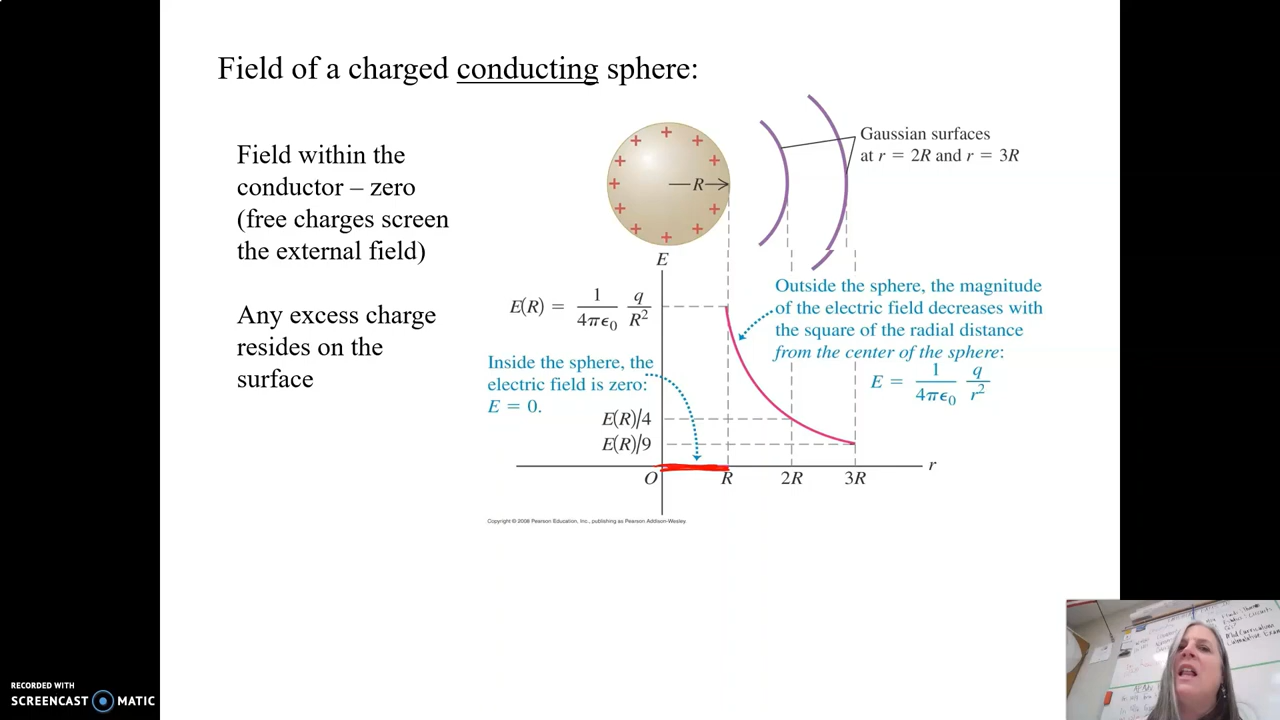 Field of a charged conducting sphere:
Field within the
conductor – zero
(free charges screen
the external field)
Any excess charge
resides on the
surface
+ + + + + + + + + + + +
R
Gaussian surfaces
at r = 2R and r = 3R
E
E(R) = 1/4πϵ₀ q/R²
Outside the sphere, the magnitude
of the electric field decreases with
the square of the radial distance
from the center of the sphere:
E = 1/4πϵ₀ q/r²
Inside the sphere, the
electric field is zero:
E = 0.
E(R)/4
E(R)/9
O R 2R 3R r
Copyright © 2008 Pearson Education, Inc., publishing as Pearson Addison-Wesley.
RECORDED WITH
SCREENCAST MATIC